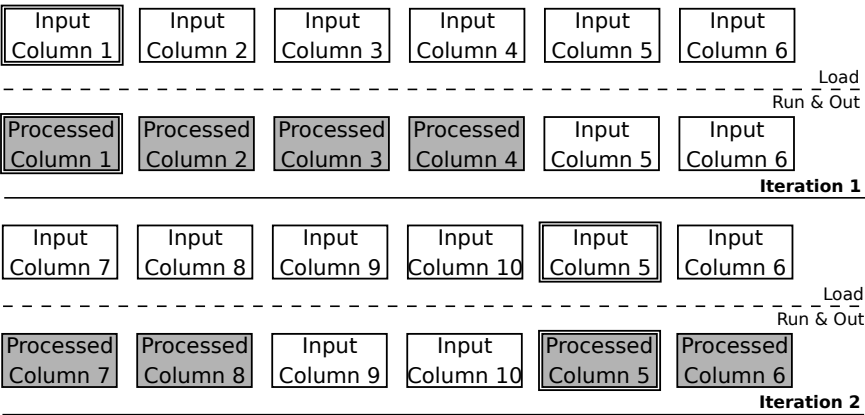 Input Column 1
Input Column 2
Input Column 3
Input Column 4
Input Column 5
Input Column 6
Load
Run & Out
Processed Column 1
Processed Column 2
Processed Column 3
Processed Column 4
Input Column 5
Input Column 6
Iteration 1
Input Column 7
Input Column 8
Input Column 9
Input Column 10
Input Column 5
Input Column 6
Load
Run & Out
Processed Column 7
Processed Column 8
Input Column 9
Input Column 10
Processed Column 5
Processed Column 6
Iteration 2